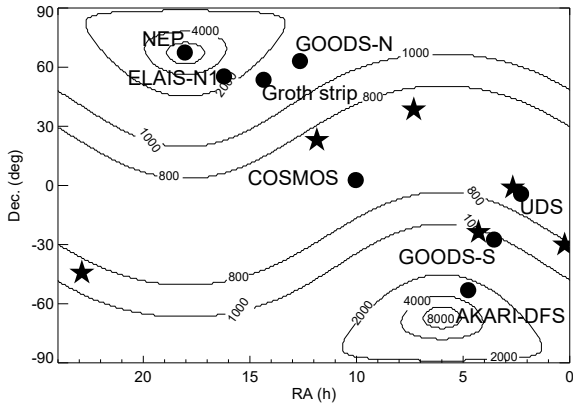 90
60
30
0
-30
-60
-90
Dec. (deg)
NEP
4000
GOODS-N
ELAIS-N1
2000
Groth strip
1000
800
1000
800
COSMOS
800
UDS
GOODS-S
800
1000
2000
4000
8000
AKARI-DFS
2000
20
15
10
5
0
RA (h)